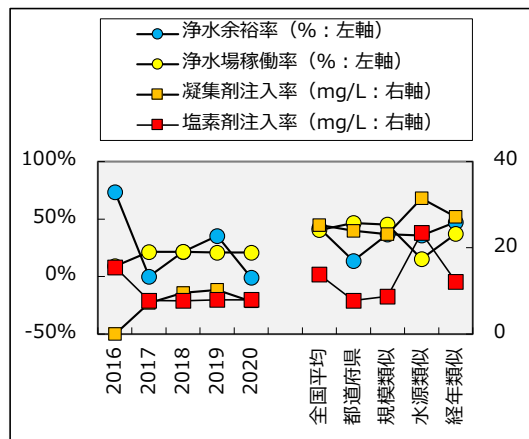 浄水余裕率（%：左軸）
浄水場稼働率（%：左軸）
凝集剤注入率（mg/L：右軸）
塩素剤注入率（mg/L：右軸）
100%
50%
0%
-50%
40
20
0
2016
2017
2018
2019
2020
全国平均
都道府県
規模類似
水源類似
経年類似